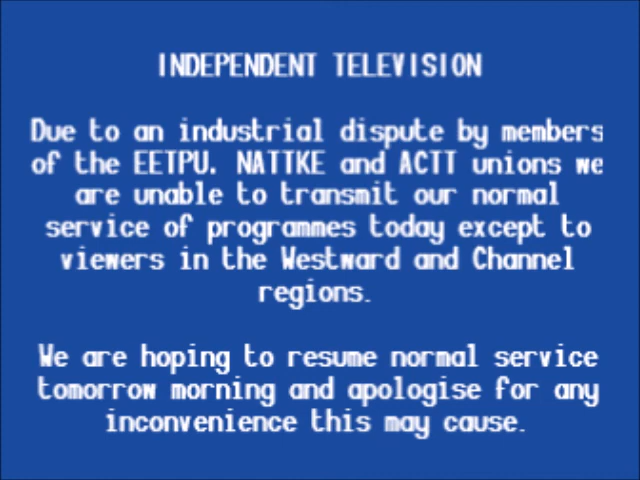 INDEPENDENT TELEVISION
Due to an industrial dispute by members
of the EETPU. NATTKE and ACTT unions we
are unable to transmit our normal
service of programmes today except to
viewers in the Westward and Channel
regions.
We are hoping to resume normal service
tomorrow morning and apologise for any
inconvenience this may cause.